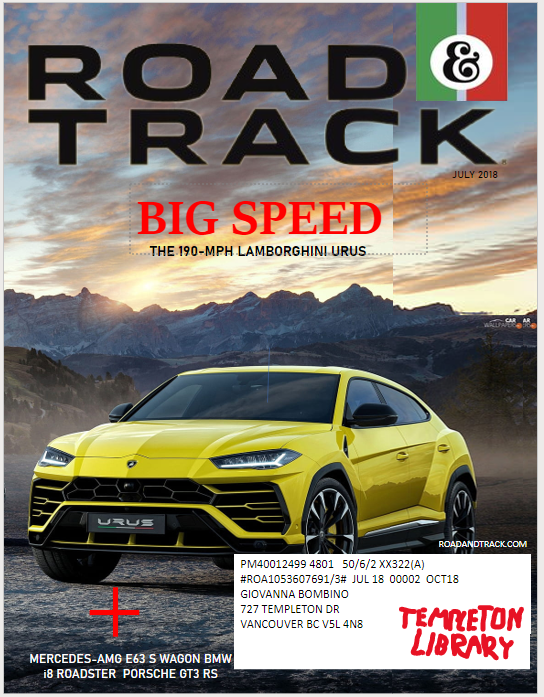 ROAD &
TRACK
JULY 2018
BIG SPEED
THE 190-MPH LAMBORGHINI URUS
CAR
WALLPAPERS
URUS
ROADANDTRACK.COM
PM40012499 4801 50/6/2 XX322(A)
#ROA1053607691/3# JUL 18 00002 OCT18
GIOVANNA BOMBINO
727 TEMPLETON DR
VANCOUVER BC V5L 4N8
TEMPLETON
LIBRARY
+
MERCEDES-AMG E63 S WAGON BMW
i8 ROADSTER PORSCHE GT3 RS